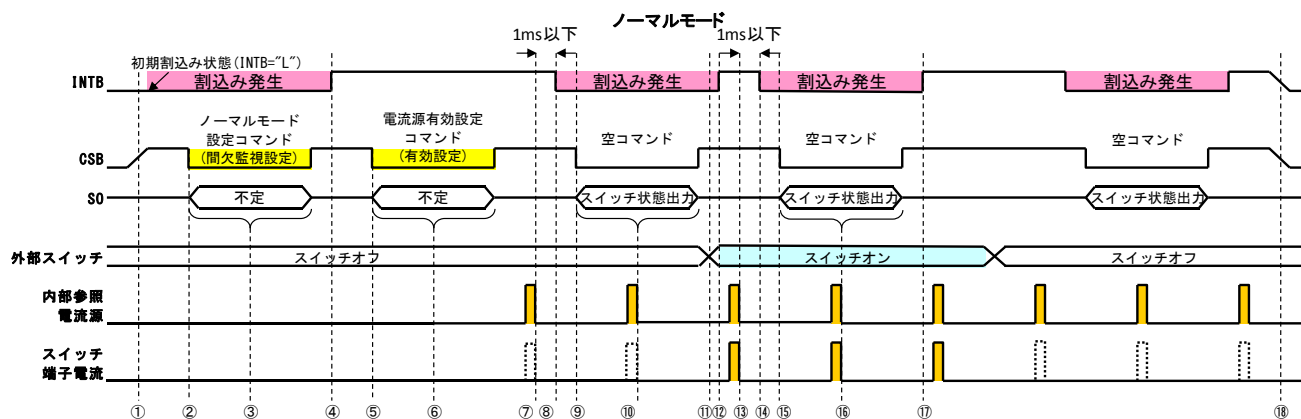 ノーマルモード
1ms以下
1ms以下
初期割込み状態(INTB="L")
INTB
割込み発生
割込み発生
割込み発生
割込み発生
ノーマルモード
設定コマンド
(間欠監視設定)
電流源有効設定
コマンド
(有効設定)
空コマンド
空コマンド
空コマンド
CSB
SO
不定
不定
スイッチ状態出力
スイッチ状態出力
スイッチ状態出力
外部スイッチ
スイッチオフ
スイッチオン
スイッチオフ
内部参照
電流源
スイッチ
端子電流
① ② ③ ④ ⑤ ⑥ ⑦ ⑧ ⑨ ⑩ ⑪ ⑫ ⑬ ⑭ ⑮ ⑯ ⑰ ⑱